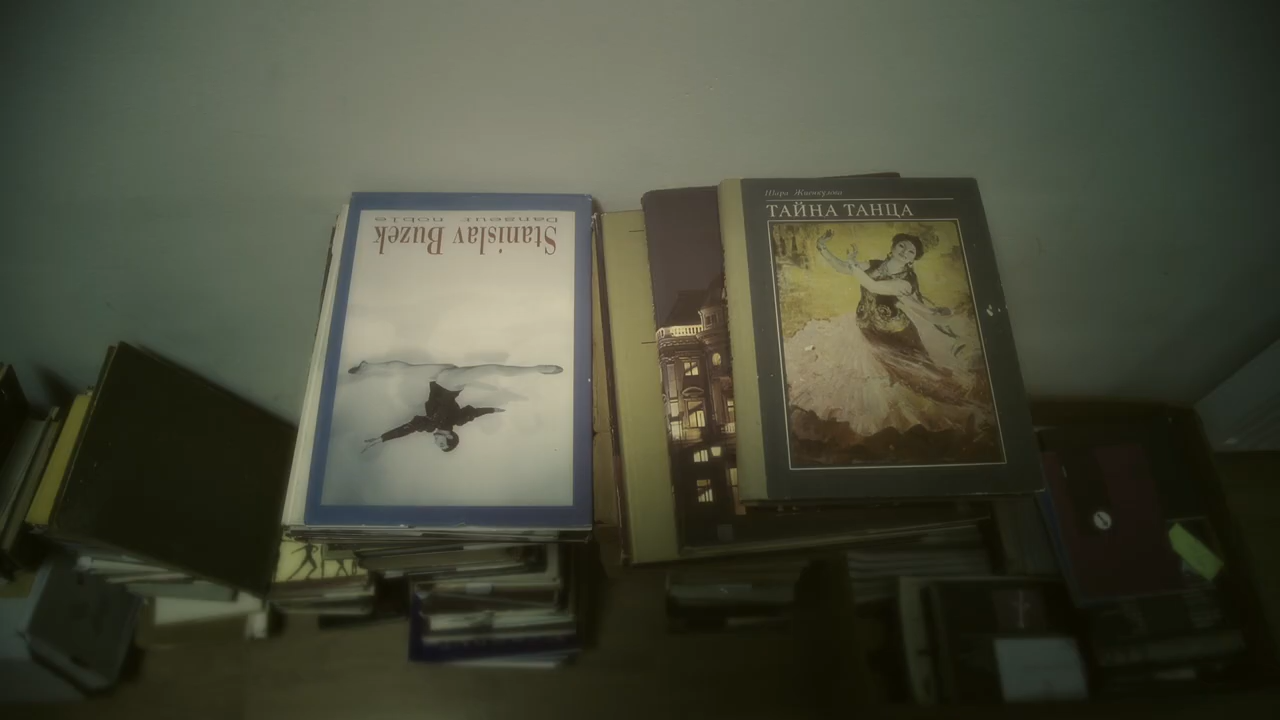 Stanislav Buzek
Danseur noble
Шара Жиенкулова
ТАЙНА ТАНЦА